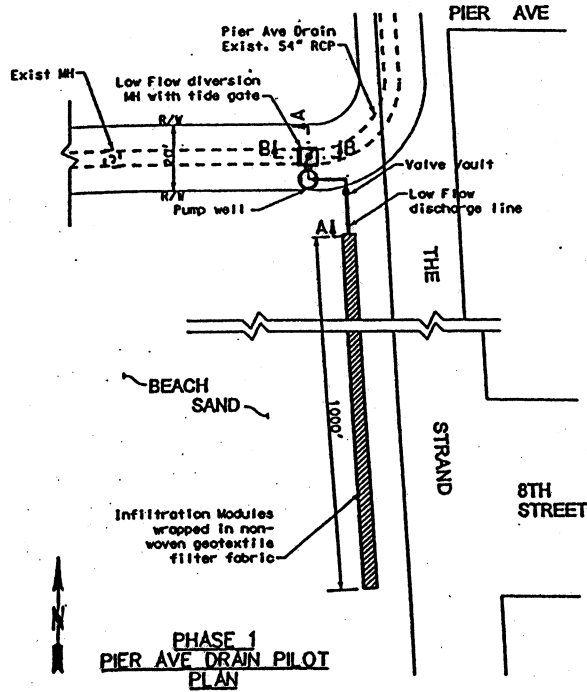 PIER AVE
Pier Ave Drain
Exist. 54" RCP
Exist MH
Low Flow diversion
MH with tide gate
A
R/W
20'
B
B
R/W
Valve Vault
Pump well
Low Flow
discharge line
A
THE
STRAND
BEACH
SAND
1000'
8TH
STREET
Infiltration Modules
wrapped in non-
woven geotextile
filter fabric
N
PHASE 1
PIER AVE DRAIN PILOT
PLAN